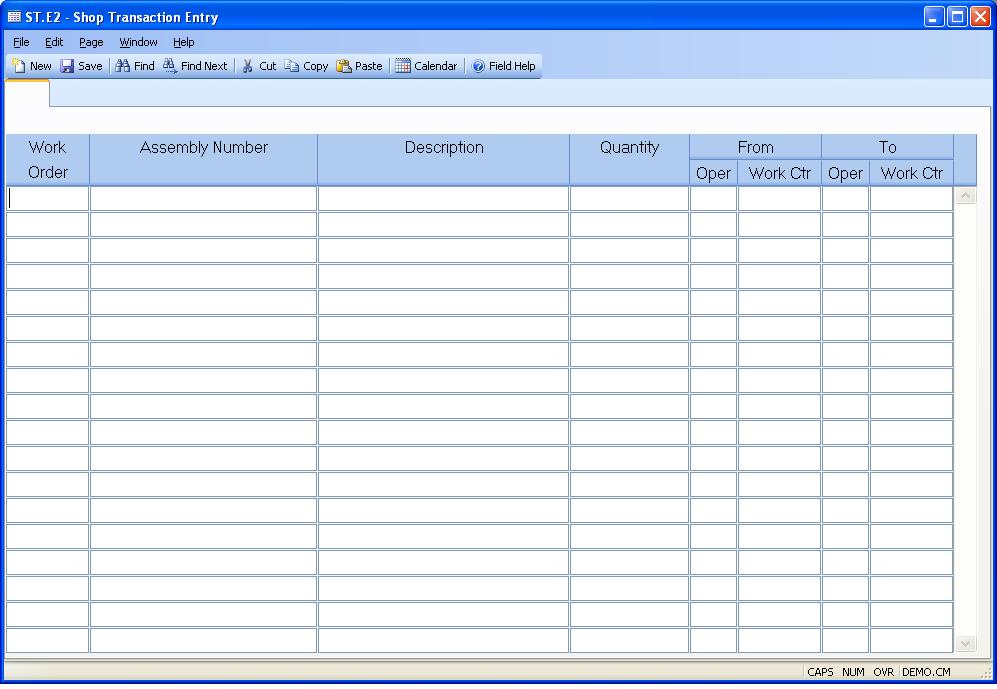 ST.E2 - Shop Transaction Entry
File Edit Page Window Help
New Save Find Find Next Cut Copy Paste Calendar Field Help
Work Order Assembly Number Description Quantity From To
Oper Work Ctr Oper Work Ctr
CAPS NUM OVR DEMO.CM